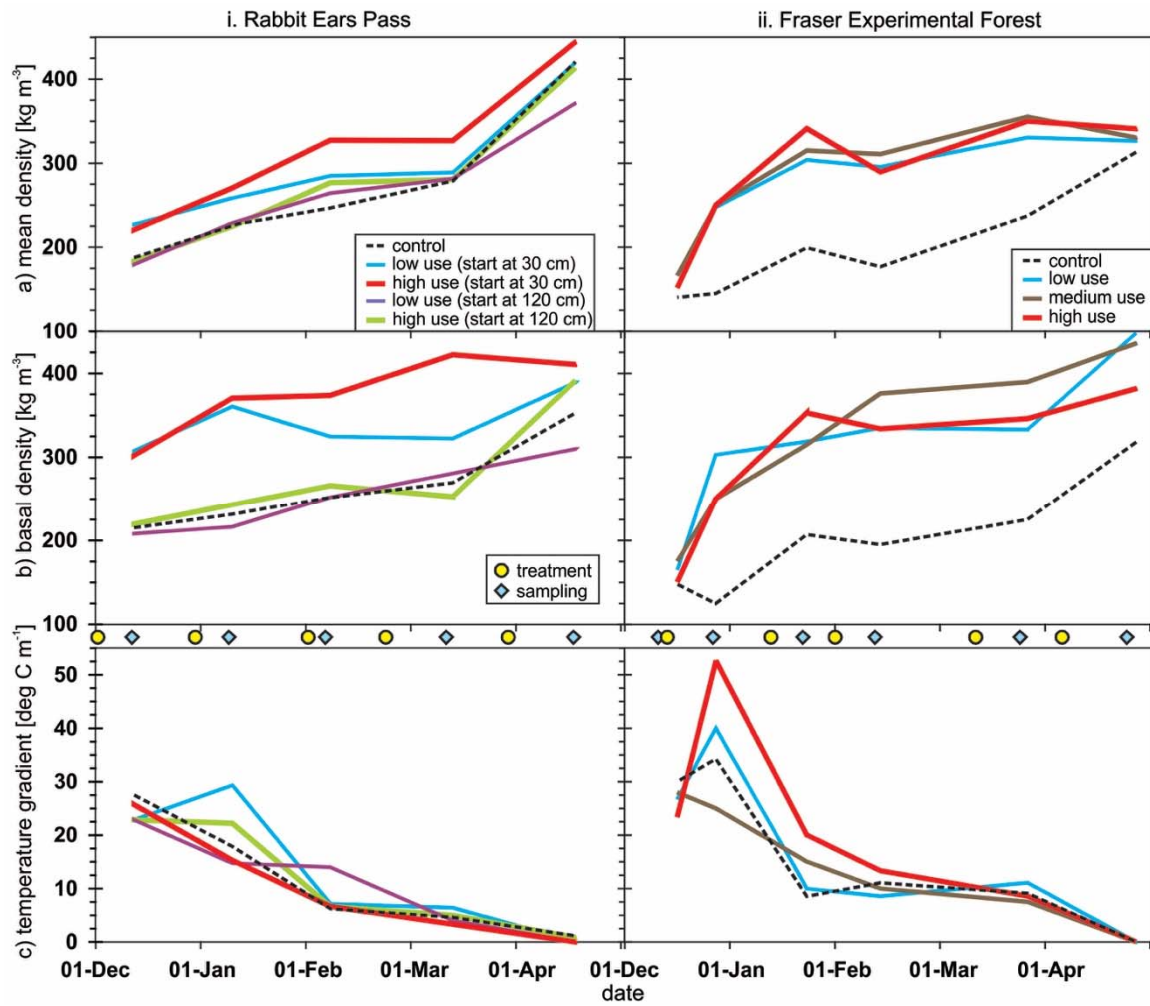 i. Rabbit Ears Pass
ii. Fraser Experimental Forest
a) mean density [kg m⁻³]
400
300
200
100
control
low use (start at 30 cm)
high use (start at 30 cm)
low use (start at 120 cm)
high use (start at 120 cm)
control
low use
medium use
high use
b) basal density [kg m⁻³]
400
300
200
100
treatment
sampling
c) temperature gradient [deg C m⁻¹]
50
40
30
20
10
0
01-Dec 01-Jan 01-Feb 01-Mar 01-Apr 01-Dec 01-Jan 01-Feb 01-Mar 01-Apr
date